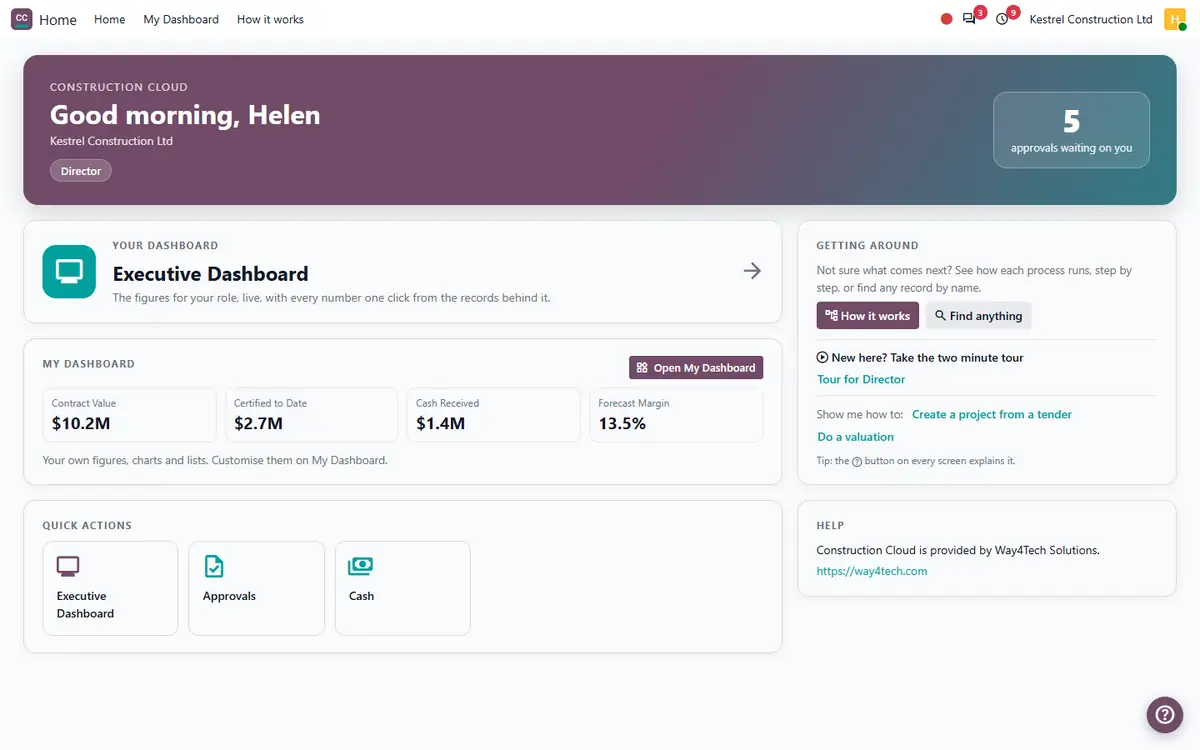 CC Home Home My Dashboard How it works 3 9 Kestrel Construction Ltd H
CONSTRUCTION CLOUD
Good morning, Helen
Kestrel Construction Ltd
Director
5
approvals waiting on you
YOUR DASHBOARD
Executive Dashboard
The figures for your role, live, with every number one click from the records behind it.
MY DASHBOARD
Open My Dashboard
Contract Value
$10.2M
Certified to Date
$2.7M
Cash Received
$1.4M
Forecast Margin
13.5%
Your own figures, charts and lists. Customise them on My Dashboard.
QUICK ACTIONS
Executive
Dashboard
Approvals
Cash
GETTING AROUND
Not sure what comes next? See how each process runs, step by
step, or find any record by name.
How it works
Find anything
New here? Take the two minute tour
Tour for Director
Show me how to: Create a project from a tender
Do a valuation
Tip: the ? button on every screen explains it.
HELP
Construction Cloud is provided by Way4Tech Solutions.
https://way4tech.com
?